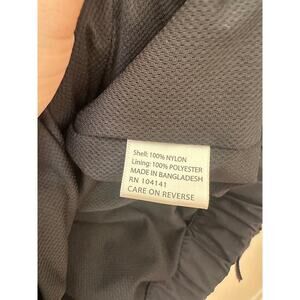 Shell: 100% NYLON
Lining: 100% POLYESTER
MADE IN BANGLADESH
RN 104141
CARE ON REVERSE